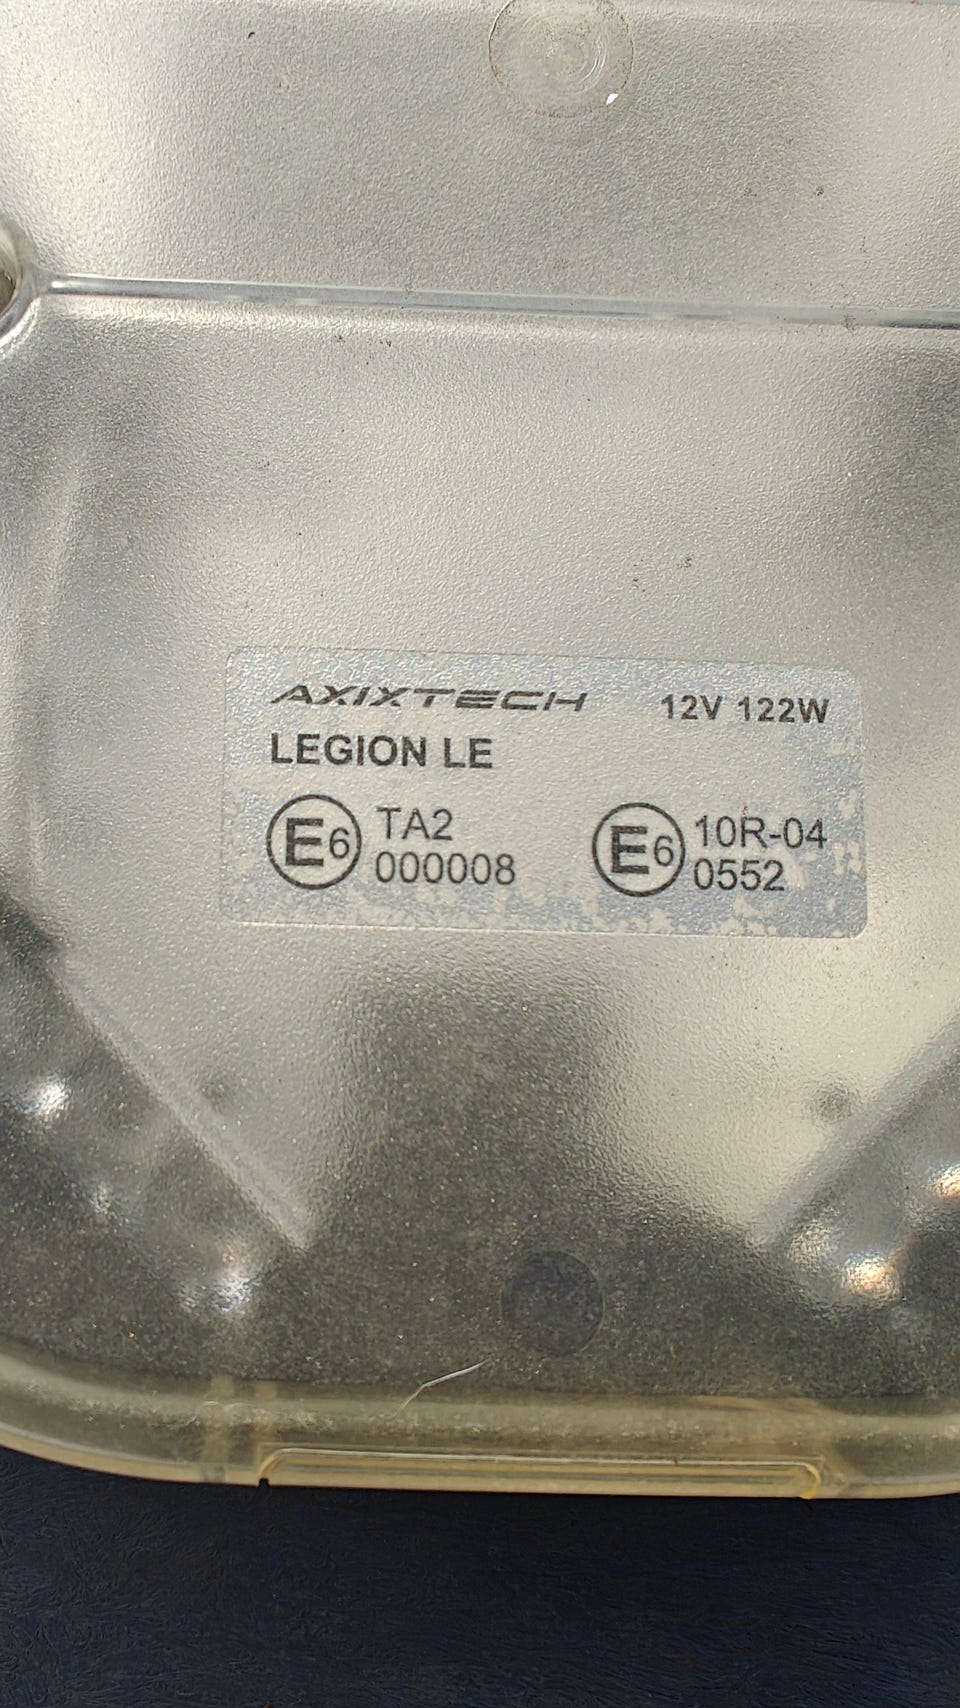 AXIXTECH 12V 122W
LEGION LE
E6 TA2 E6 10R-04
000008 0552